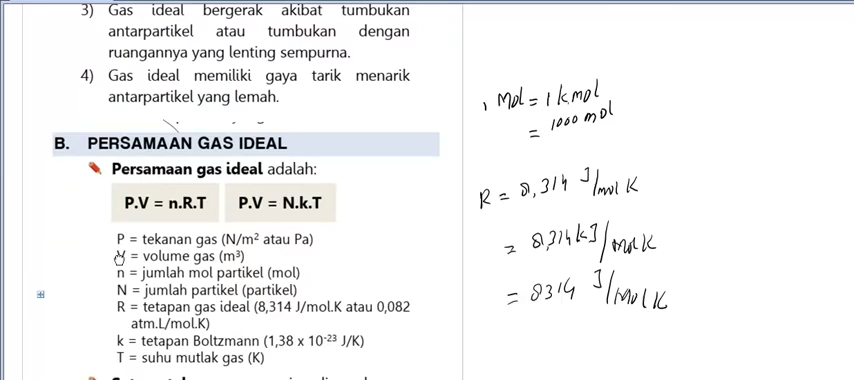 3) Gas ideal bergerak akibat tumbukan
antarpartikel atau tumbukan dengan
ruangannya yang lenting sempurna.
4) Gas ideal memiliki gaya tarik menarik
antarpartikel yang lemah.
B. PERSAMAAN GAS IDEAL
Persamaan gas ideal adalah:
P.V = n.R.T P.V = N.k.T
P = tekanan gas (N/m² atau Pa)
V = volume gas (m³)
n = jumlah mol partikel (mol)
N = jumlah partikel (partikel)
R = tetapan gas ideal (8,314 J/mol.K atau 0,082
atm.L/mol.K)
k = tetapan Boltzmann (1,38 x 10⁻²³ J/K)
T = suhu mutlak gas (K)
1 mol = 1 kmol
= 1000 mol
R = 8,314 J/mol K
= 8,314 kJ/mol K
= 8314 J/mol K